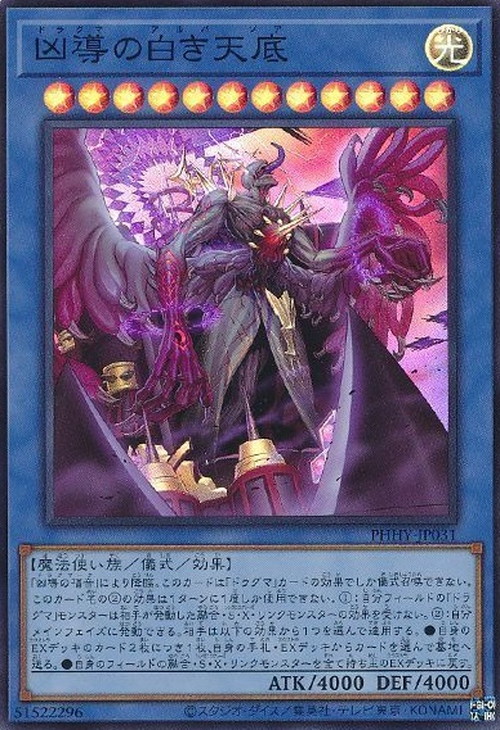 ドラグマ アルバーゾア
凶導の白き天底
光
PHHY-JP031
【魔法使い族／儀式／効果】
「凶導の福音」により降臨。このカードは「ドラグマ」カードの効果でしか儀式召喚できない。
このカード名の②の効果は1ターンに1度しか使用できない。①：自分フィールドの「ドラ
グマ」モンスターは相手が発動した融合・S・X・リンクモンスターの効果を受けない。②：自分
メインフェイズに発動できる。相手は以下の効果から1つを選んで適用する。●自身の
EXデッキのカード2枚につき1枚、自身の手札・EXデッキからカードを選んで墓地へ
送る。●自身のフィールドの融合・S・X・リンクモンスターを全て持ち主のEXデッキに戻す。
ATK/4000 DEF/4000
51522296 ©スタジオ・ダイス／集英社・テレビ東京・KONAMI